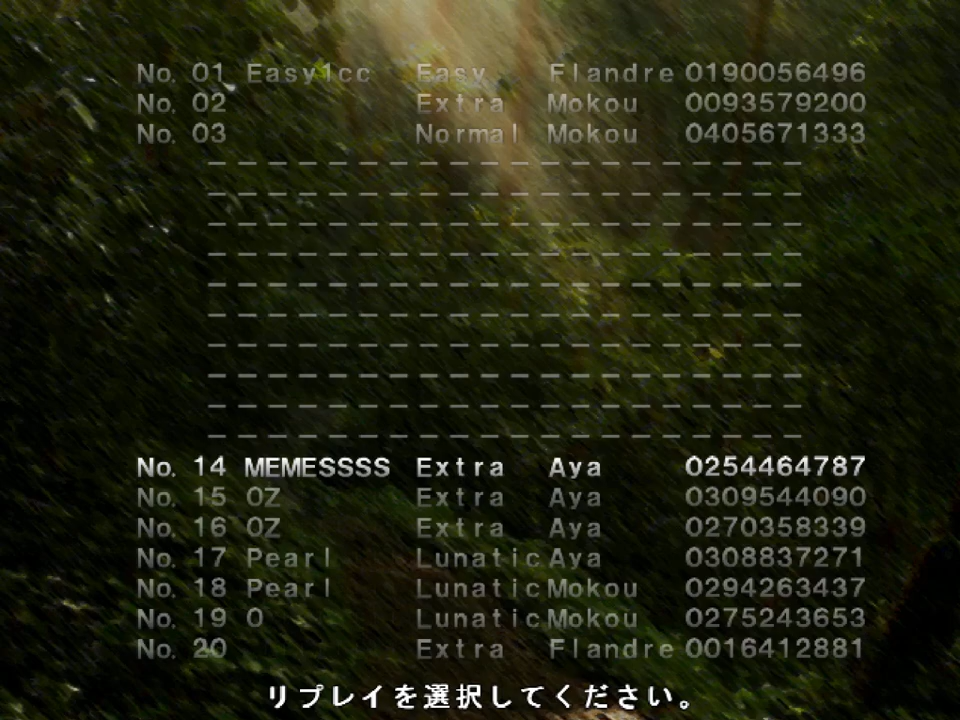 No. 01 Easy1cc Easy Flandre 0190056496
No. 02 Extra Mokou 0093579200
No. 03 Normal Mokou 0405671333
— — — — — — — — — — — — — — — — — — — —
— — — — — — — — — — — — — — — — — — — —
— — — — — — — — — — — — — — — — — — — —
— — — — — — — — — — — — — — — — — — — —
— — — — — — — — — — — — — — — — — — — —
— — — — — — — — — — — — — — — — — — — —
— — — — — — — — — — — — — — — — — — — —
— — — — — — — — — — — — — — — — — — — —
— — — — — — — — — — — — — — — — — — — —
— — — — — — — — — — — — — — — — — — — —
No. 14 MEMESSSS Extra Aya 0254464787
No. 15 OZ Extra Aya 0309544090
No. 16 OZ Extra Aya 0270358339
No. 17 Pearl Lunatic Aya 0308837271
No. 18 Pearl Lunatic Mokou 0294263437
No. 19 O Lunatic Mokou 0275243653
No. 20 Extra Flandre 0016412881
リプレイを選択してください。